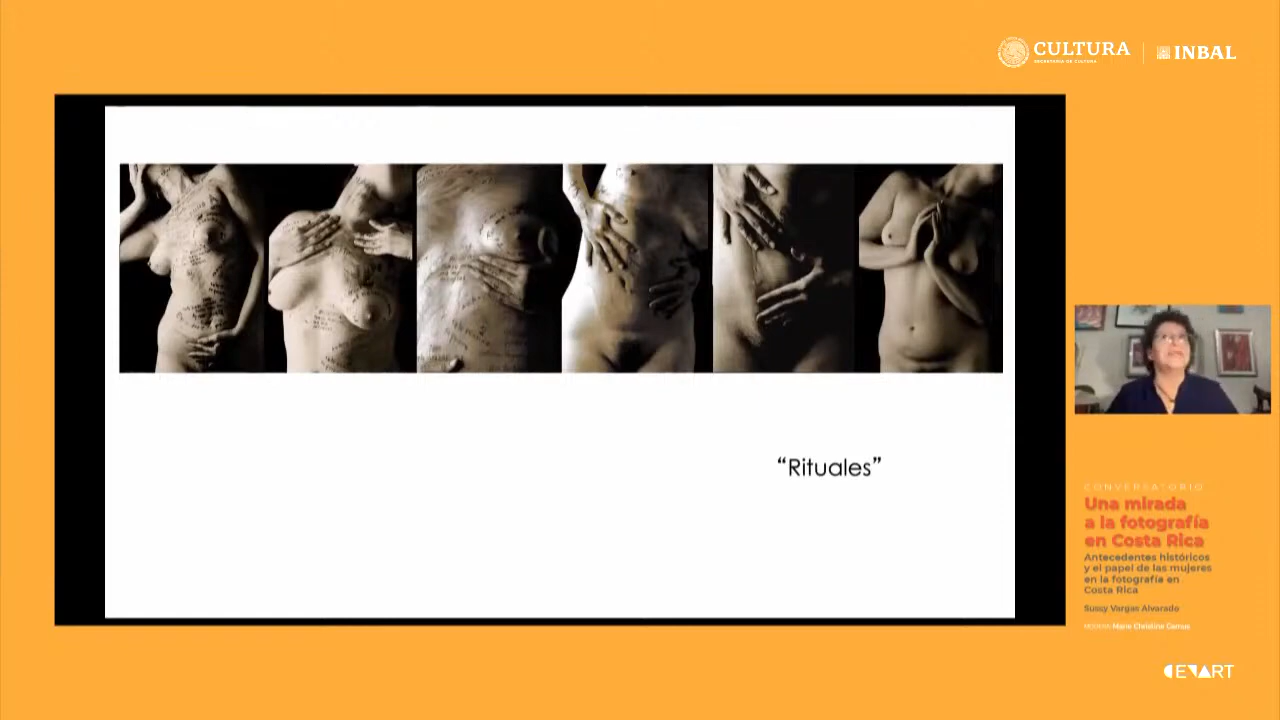 CULTURA
SECRETARÍA DE CULTURA
INBAL
“Rituales”
CONVERSATORIO
Una mirada
a la fotografía
en Costa Rica
Antecedentes históricos
y el papel de las mujeres
en la fotografía en
Costa Rica
Sussy Vargas Alvarado
Marie Christine Camus
CENART